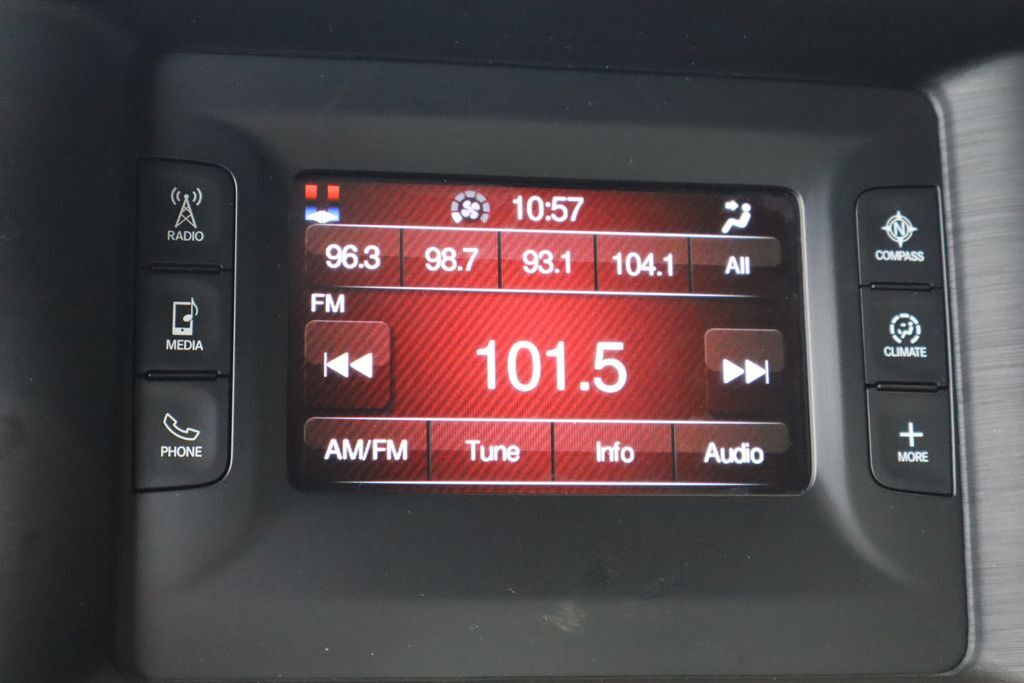 10:57
96.3 98.7 93.1 104.1 All
FM
101.5
AM/FM Tune Info Audio
RADIO
MEDIA
PHONE
N
COMPASS
CLIMATE
MORE